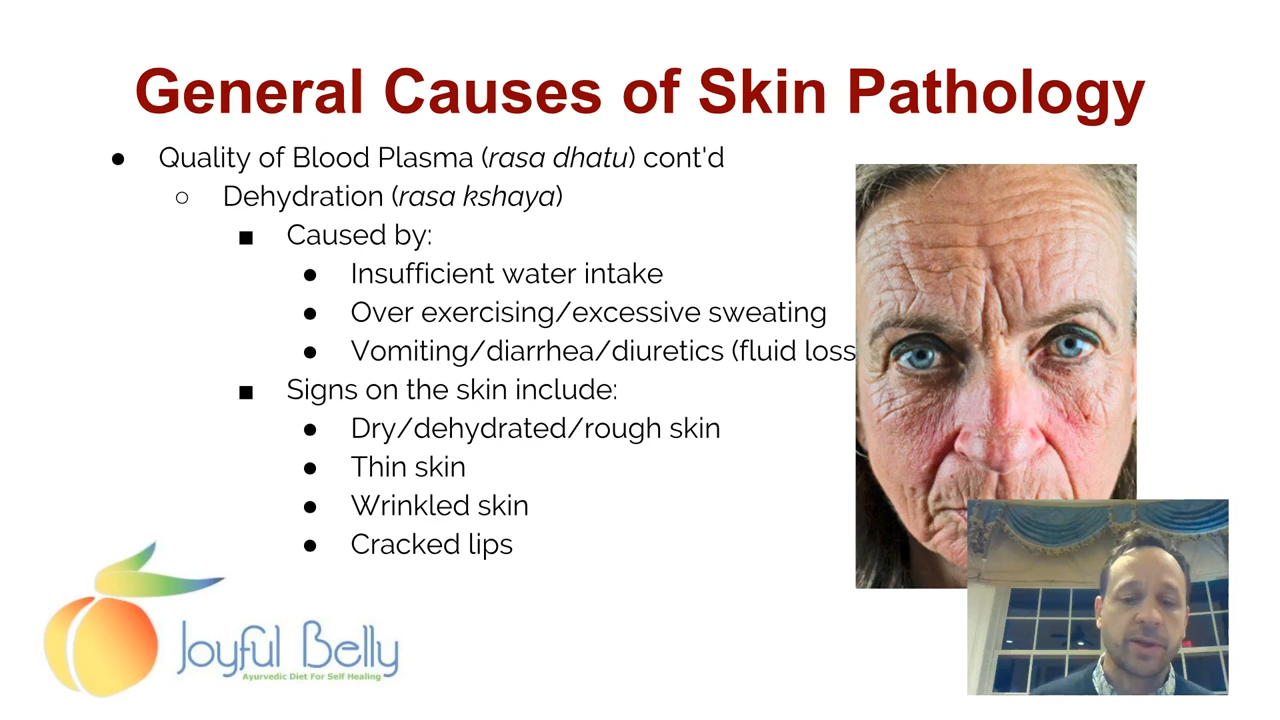 General Causes of Skin Pathology
● Quality of Blood Plasma (rasa dhatu) cont'd
○ Dehydration (rasa kshaya)
■ Caused by:
● Insufficient water intake
● Over exercising/excessive sweating
● Vomiting/diarrhea/diuretics (fluid loss
■ Signs on the skin include:
● Dry/dehydrated/rough skin
● Thin skin
● Wrinkled skin
● Cracked lips
Joyful Belly
Ayurvedic Diet For Self Healing